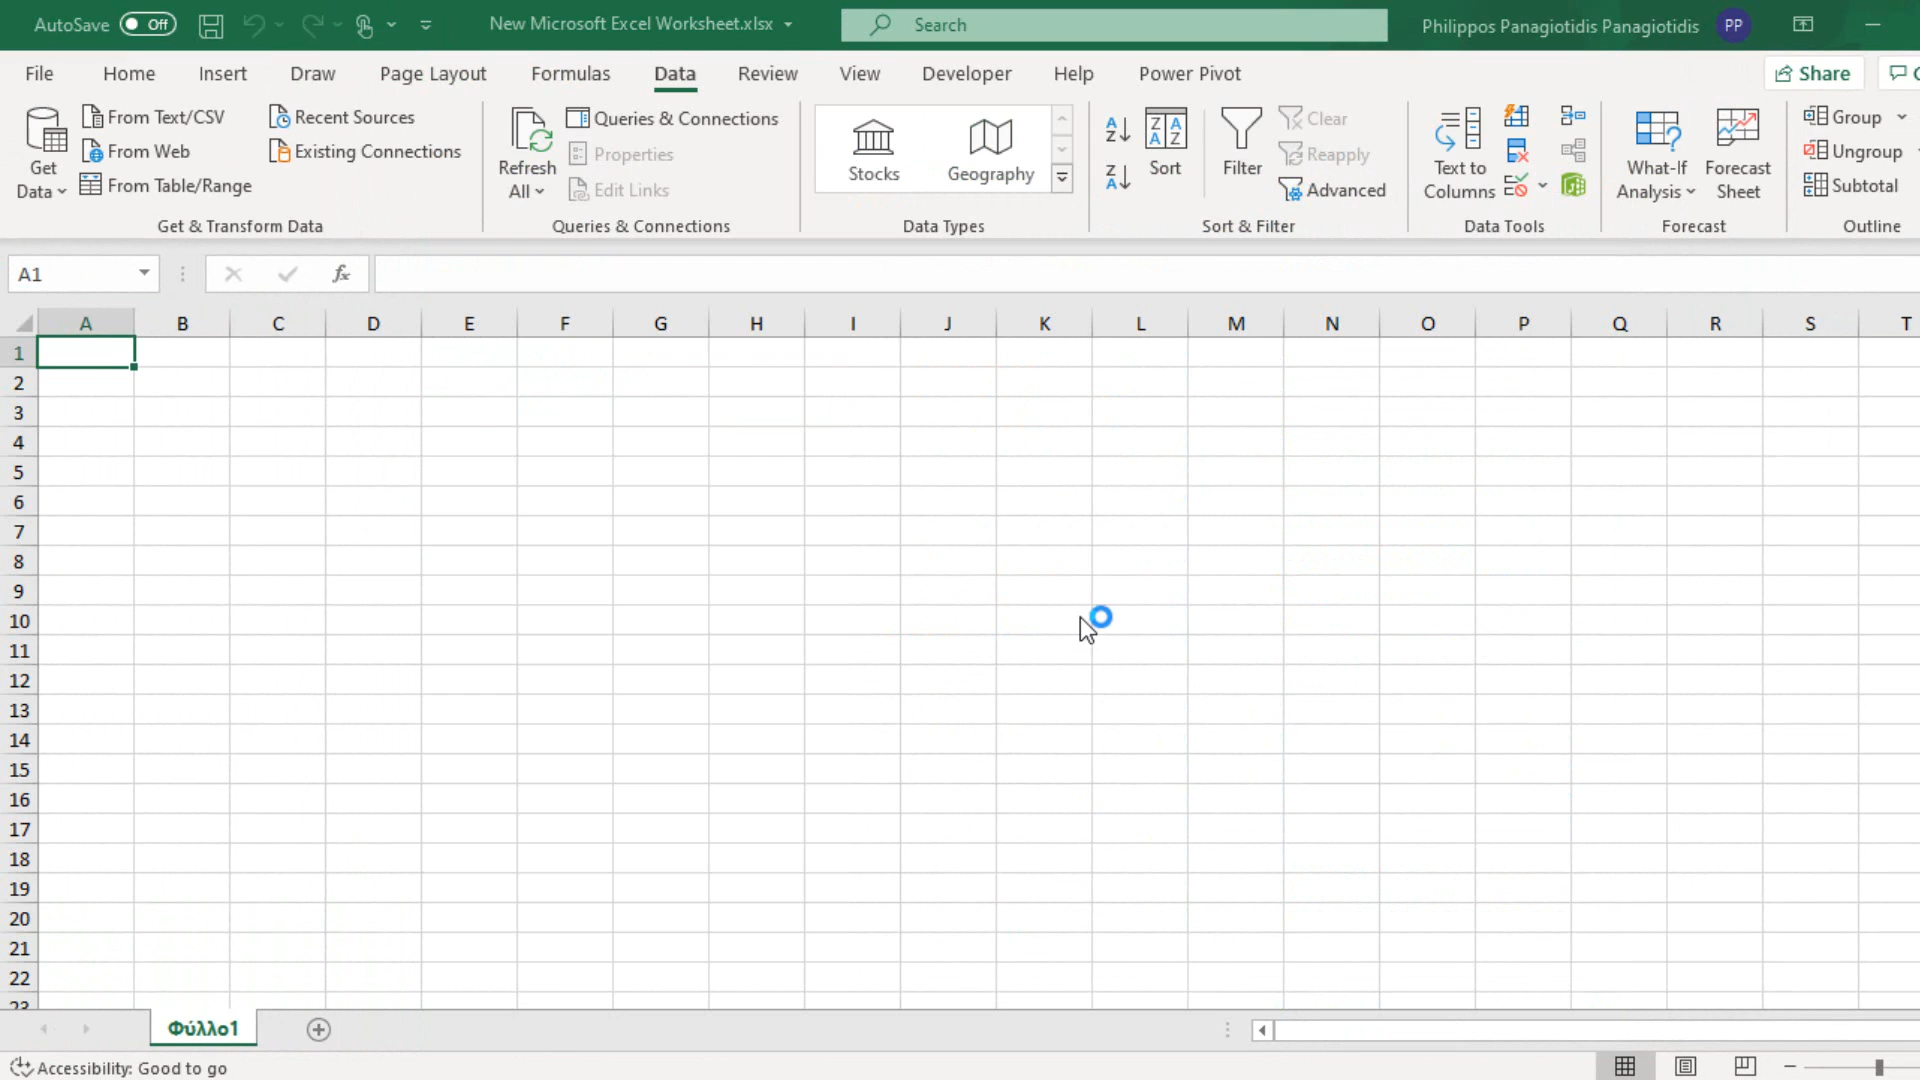 AutoSave Off New Microsoft Excel Worksheet.xlsx Search Philippos Panagiotidis Panagiotidis PP
File Home Insert Draw Page Layout Formulas Data Review View Developer Help Power Pivot Share
Get Data
From Text/CSV
From Web
From Table/Range
Recent Sources
Existing Connections
Get & Transform Data
Refresh All
Queries & Connections
Properties
Edit Links
Queries & Connections
Stocks Geography
Data Types
Sort
Filter
Clear
Reapply
Advanced
Sort & Filter
Text to Columns
Data Tools
What-If Analysis
Forecast Sheet
Forecast
Group
Ungroup
Subtotal
Outline
A1 fx
A B C D E F G H I J K L M N O P Q R S T
1
2
3
4
5
6
7
8
9
10
11
12
13
14
15
16
17
18
19
20
21
22
23
Φύλλο1
Accessibility: Good to go